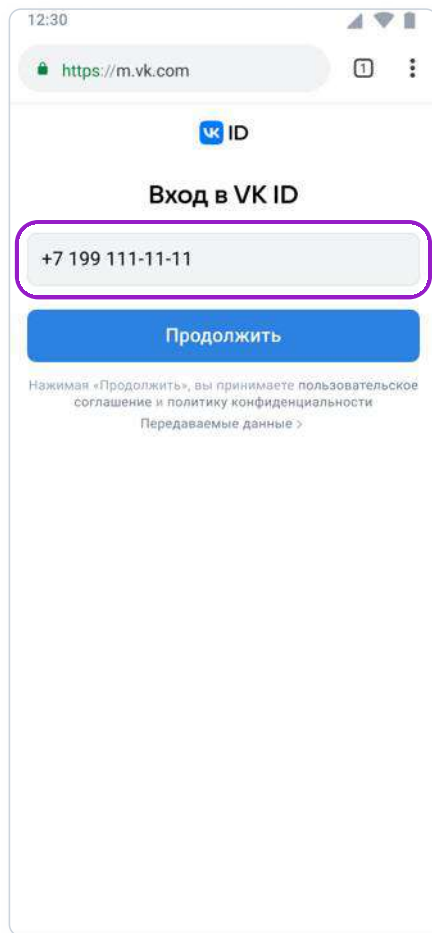 12:30
https://m.vk.com
1
VK ID
Вход в VK ID
+7 199 111-11-11
Продолжить
Нажимая «Продолжить», вы принимаете пользовательское
соглашение и политику конфиденциальности
Передаваемые данные >